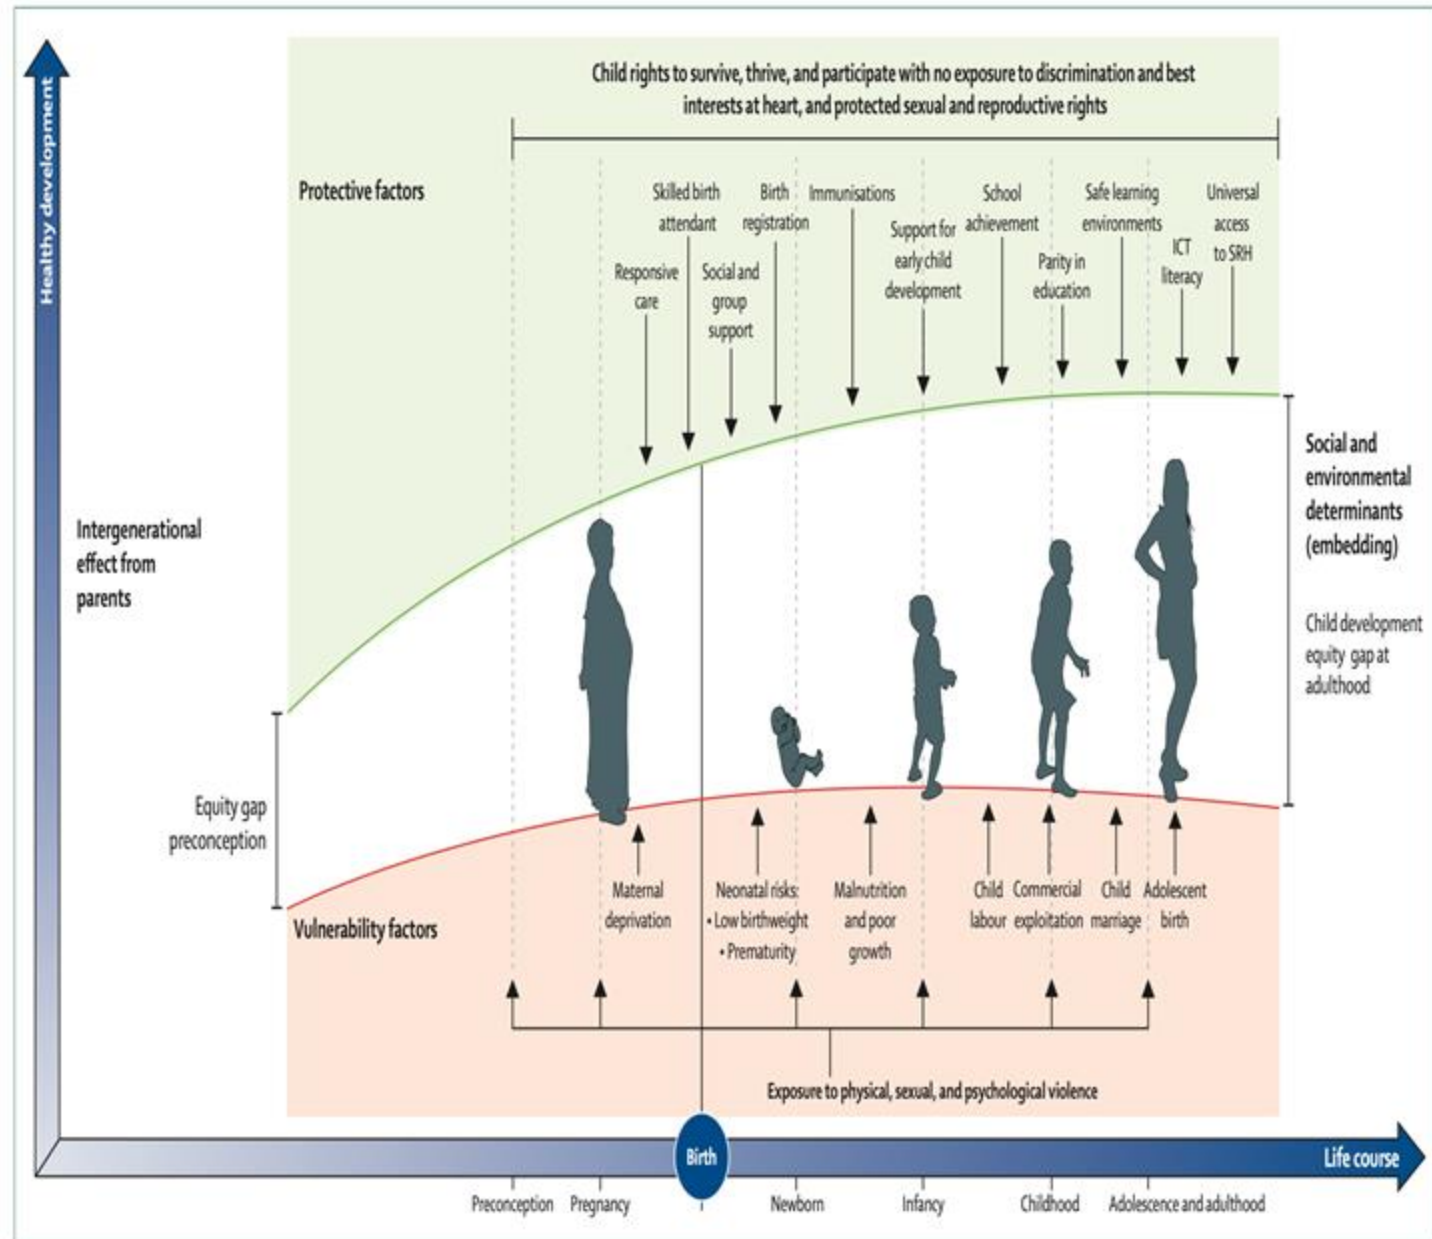 Healthy development
Child rights to survive, thrive, and participate with no exposure to discrimination and best
interests at heart, and protected sexual and reproductive rights
Protective factors
Responsive
care
Skilled birth
attendant
Social and
group
support
Birth
registration
Immunisations
Support for
early child
development
School
achievement
Parity in
education
Safe learning
environments
ICT
literacy
Universal
access
to SRH
Intergenerational
effect from
parents
Social and
environmental
determinants
(embedding)
Child development
equity gap at
adulthood
Equity gap
preconception
Vulnerability factors
Maternal
deprivation
Neonatal risks:
• Low birthweight
• Prematurity
Malnutrition
and poor
growth
Child
labour
Commercial
exploitation
Child
marriage
Adolescent
birth
Exposure to physical, sexual, and psychological violence
Birth
Life course
Preconception
Pregnancy
Newborn
Infancy
Childhood
Adolescence and adulthood